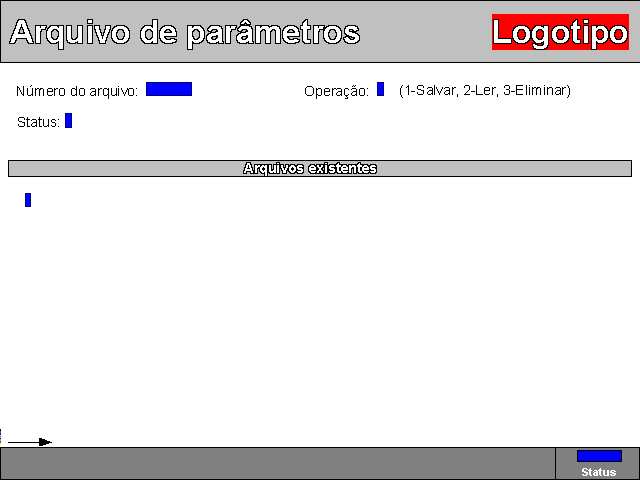 Arquivo de parâmetros
Logotipo
Número do arquivo:
Operação: (1-Salvar, 2-Ler, 3-Eliminar)
Status:
Arquivos existentes
Status